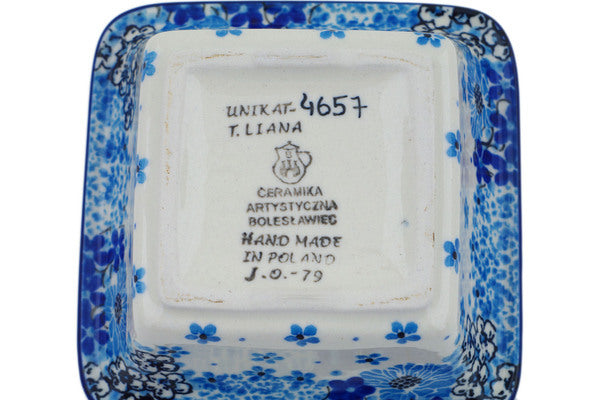 UNIKAT-4657
T. LIANA
CERAMIKA
ARTYSTYCZNA
BOLESŁAWIEC
HAND MADE
IN POLAND
J.O.-79